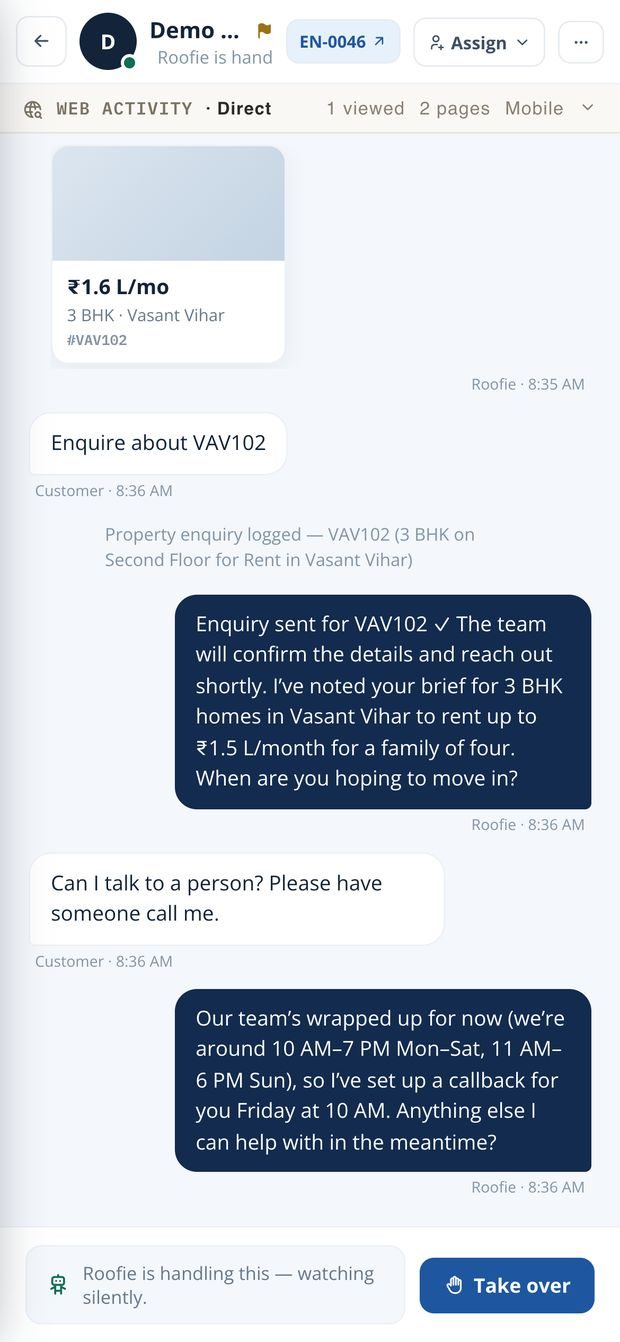 D
Demo ...
Roofie is hand
EN-0046 ↗
Assign
WEB ACTIVITY · Direct 1 viewed 2 pages Mobile
₹1.6 L/mo
3 BHK · Vasant Vihar
#VAV102
Roofie · 8:35 AM
Enquire about VAV102
Customer · 8:36 AM
Property enquiry logged — VAV102 (3 BHK on
Second Floor for Rent in Vasant Vihar)
Enquiry sent for VAV102 ✓ The team
will confirm the details and reach out
shortly. I’ve noted your brief for 3 BHK
homes in Vasant Vihar to rent up to
₹1.5 L/month for a family of four.
When are you hoping to move in?
Roofie · 8:36 AM
Can I talk to a person? Please have
someone call me.
Customer · 8:36 AM
Our team’s wrapped up for now (we’re
around 10 AM–7 PM Mon–Sat, 11 AM–
6 PM Sun), so I’ve set up a callback for
you Friday at 10 AM. Anything else I
can help with in the meantime?
Roofie · 8:36 AM
Roofie is handling this — watching
silently.
Take over